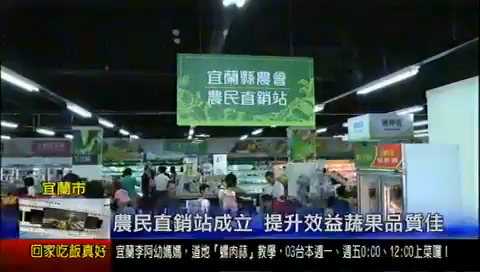 宜蘭縣農會
農民直銷站
宜蘭市
農民直銷站成立 提升效益蔬果品質佳
回家吃飯真好
宜蘭李阿幼媽媽，道地「螺肉蒜」教學，03台本週一、週五0:00、12:00上菜囉！